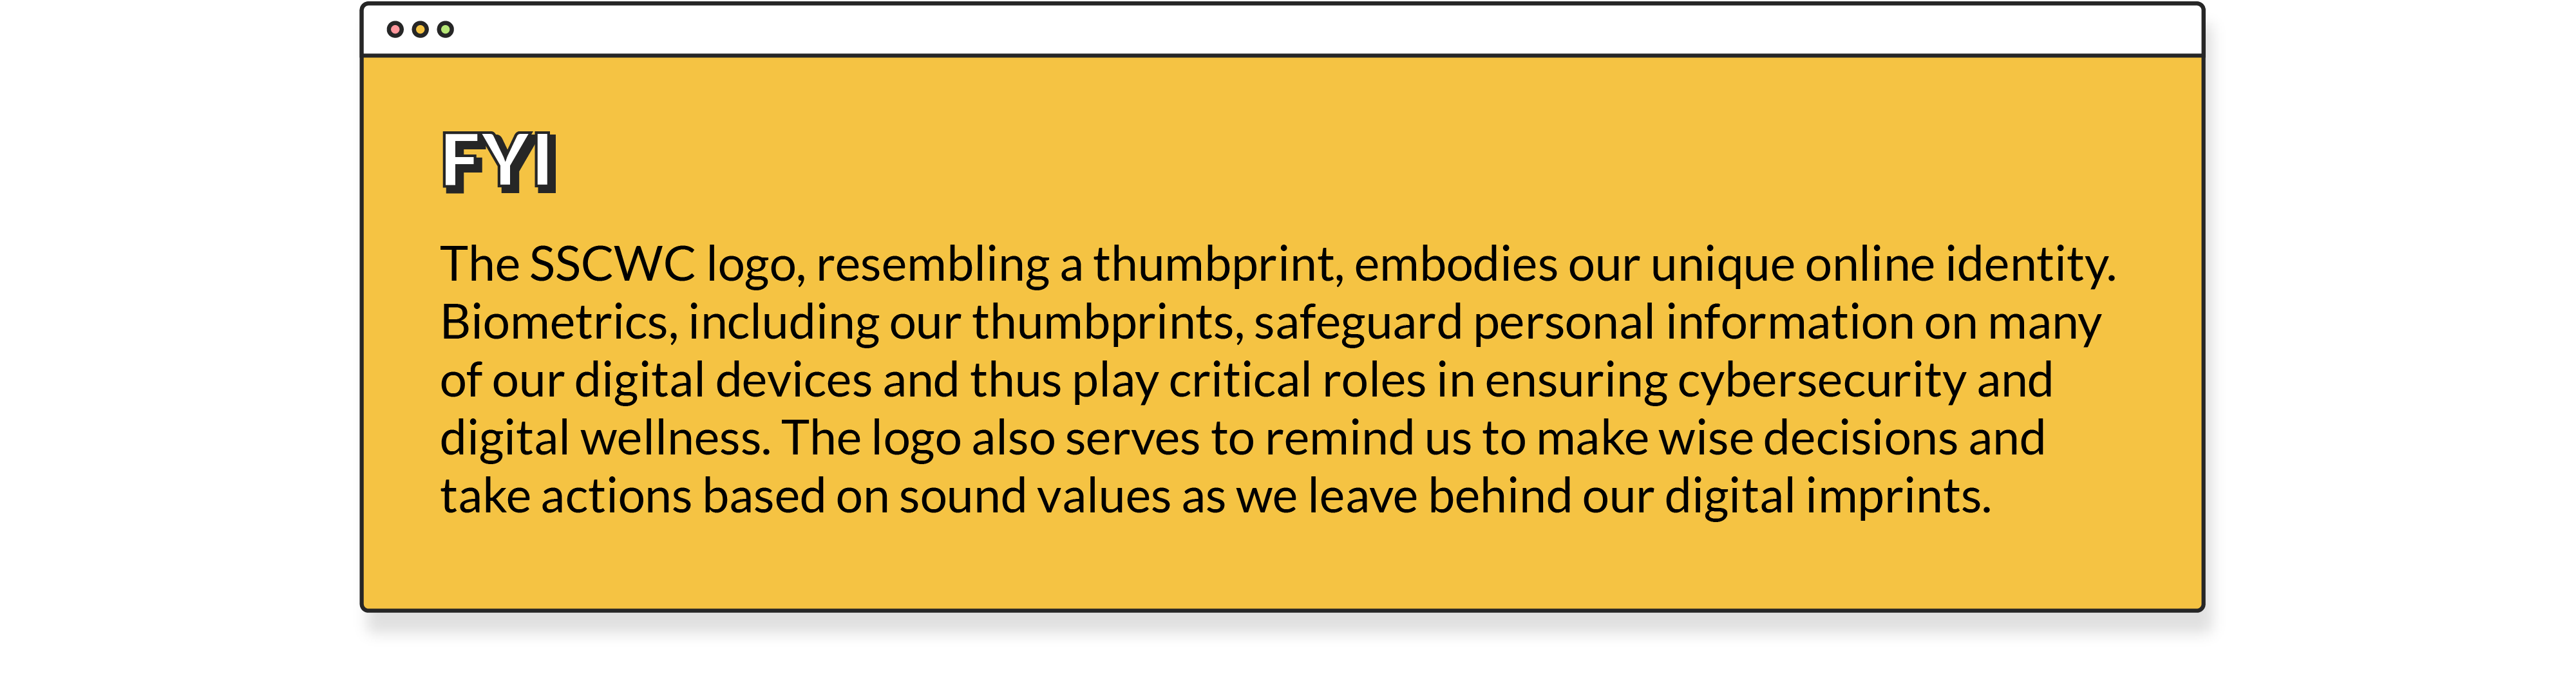 FYI
The SSCWC logo, resembling a thumbprint, embodies our unique online identity.
Biometrics, including our thumbprints, safeguard personal information on many
of our digital devices and thus play critical roles in ensuring cybersecurity and
digital wellness. The logo also serves to remind us to make wise decisions and
take actions based on sound values as we leave behind our digital imprints.